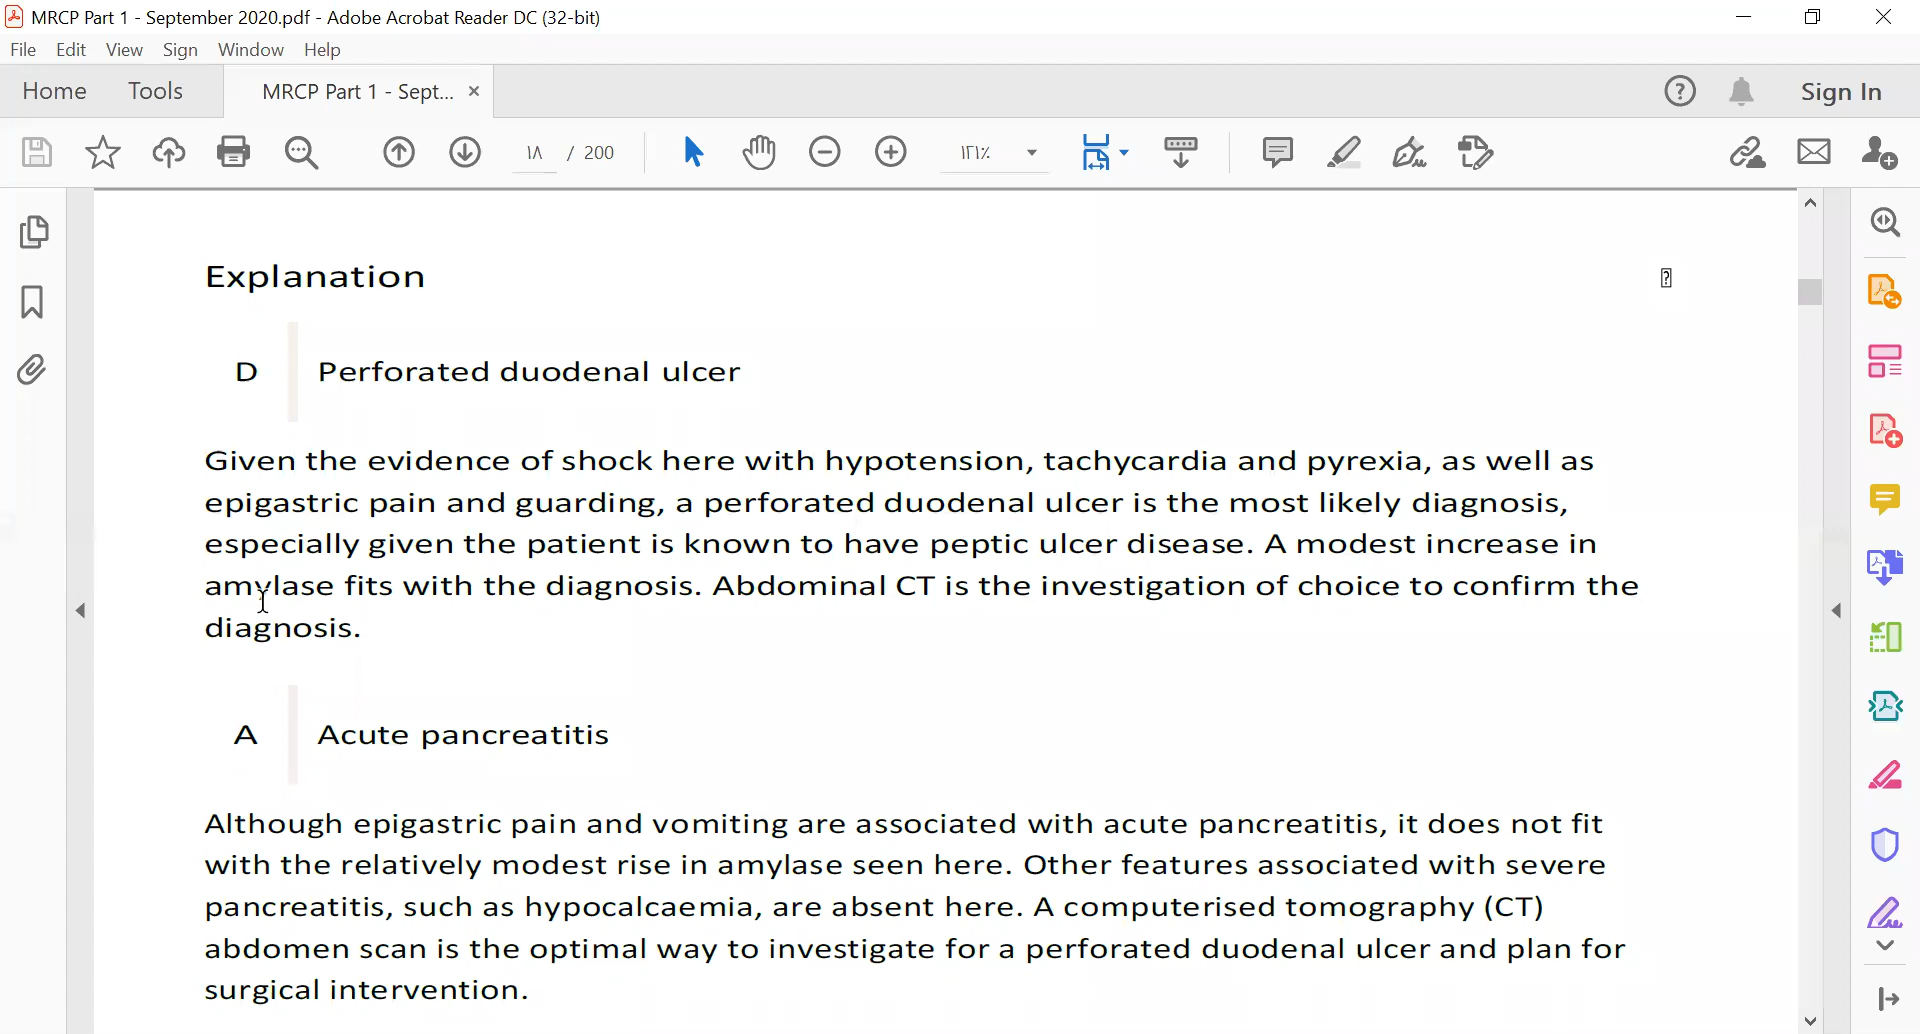 MRCP Part 1 - September 2020.pdf - Adobe Acrobat Reader DC (32-bit)
File Edit View Sign Window Help
Home Tools MRCP Part 1 - Sept... Sign In
١٨ / 200 ١٢١٪
Explanation
D Perforated duodenal ulcer
Given the evidence of shock here with hypotension, tachycardia and pyrexia, as well as
epigastric pain and guarding, a perforated duodenal ulcer is the most likely diagnosis,
especially given the patient is known to have peptic ulcer disease. A modest increase in
amylase fits with the diagnosis. Abdominal CT is the investigation of choice to confirm the
diagnosis.
A Acute pancreatitis
Although epigastric pain and vomiting are associated with acute pancreatitis, it does not fit
with the relatively modest rise in amylase seen here. Other features associated with severe
pancreatitis, such as hypocalcaemia, are absent here. A computerised tomography (CT)
abdomen scan is the optimal way to investigate for a perforated duodenal ulcer and plan for
surgical intervention.